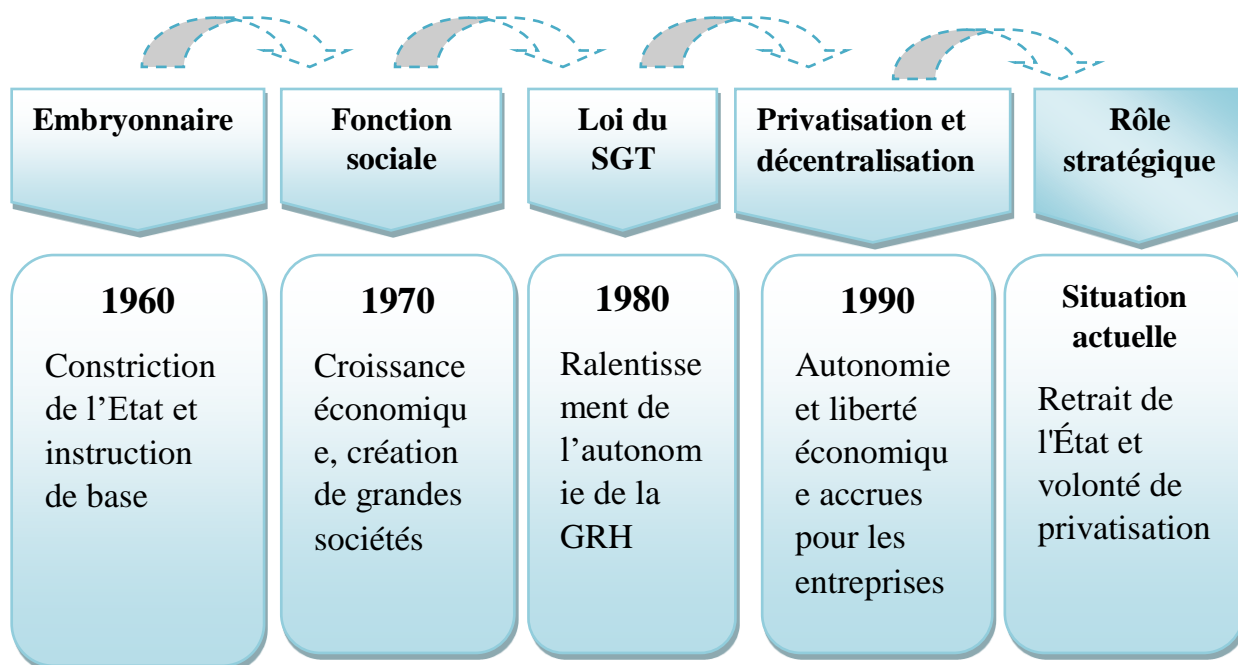 Embryonnaire
Fonction
sociale
Loi du
SGT
Privatisation et
décentralisation
Rôle
stratégique
1960
Constriction
de l’Etat et
instruction
de base
1970
Croissance
économiqu
e, création
de grandes
sociétés
1980
Ralentisse
ment de
l’autonom
ie de la
GRH
1990
Autonomie
et liberté
économiqu
e accrues
pour les
entreprises
Situation
actuelle
Retrait de
l'État et
volonté de
privatisation